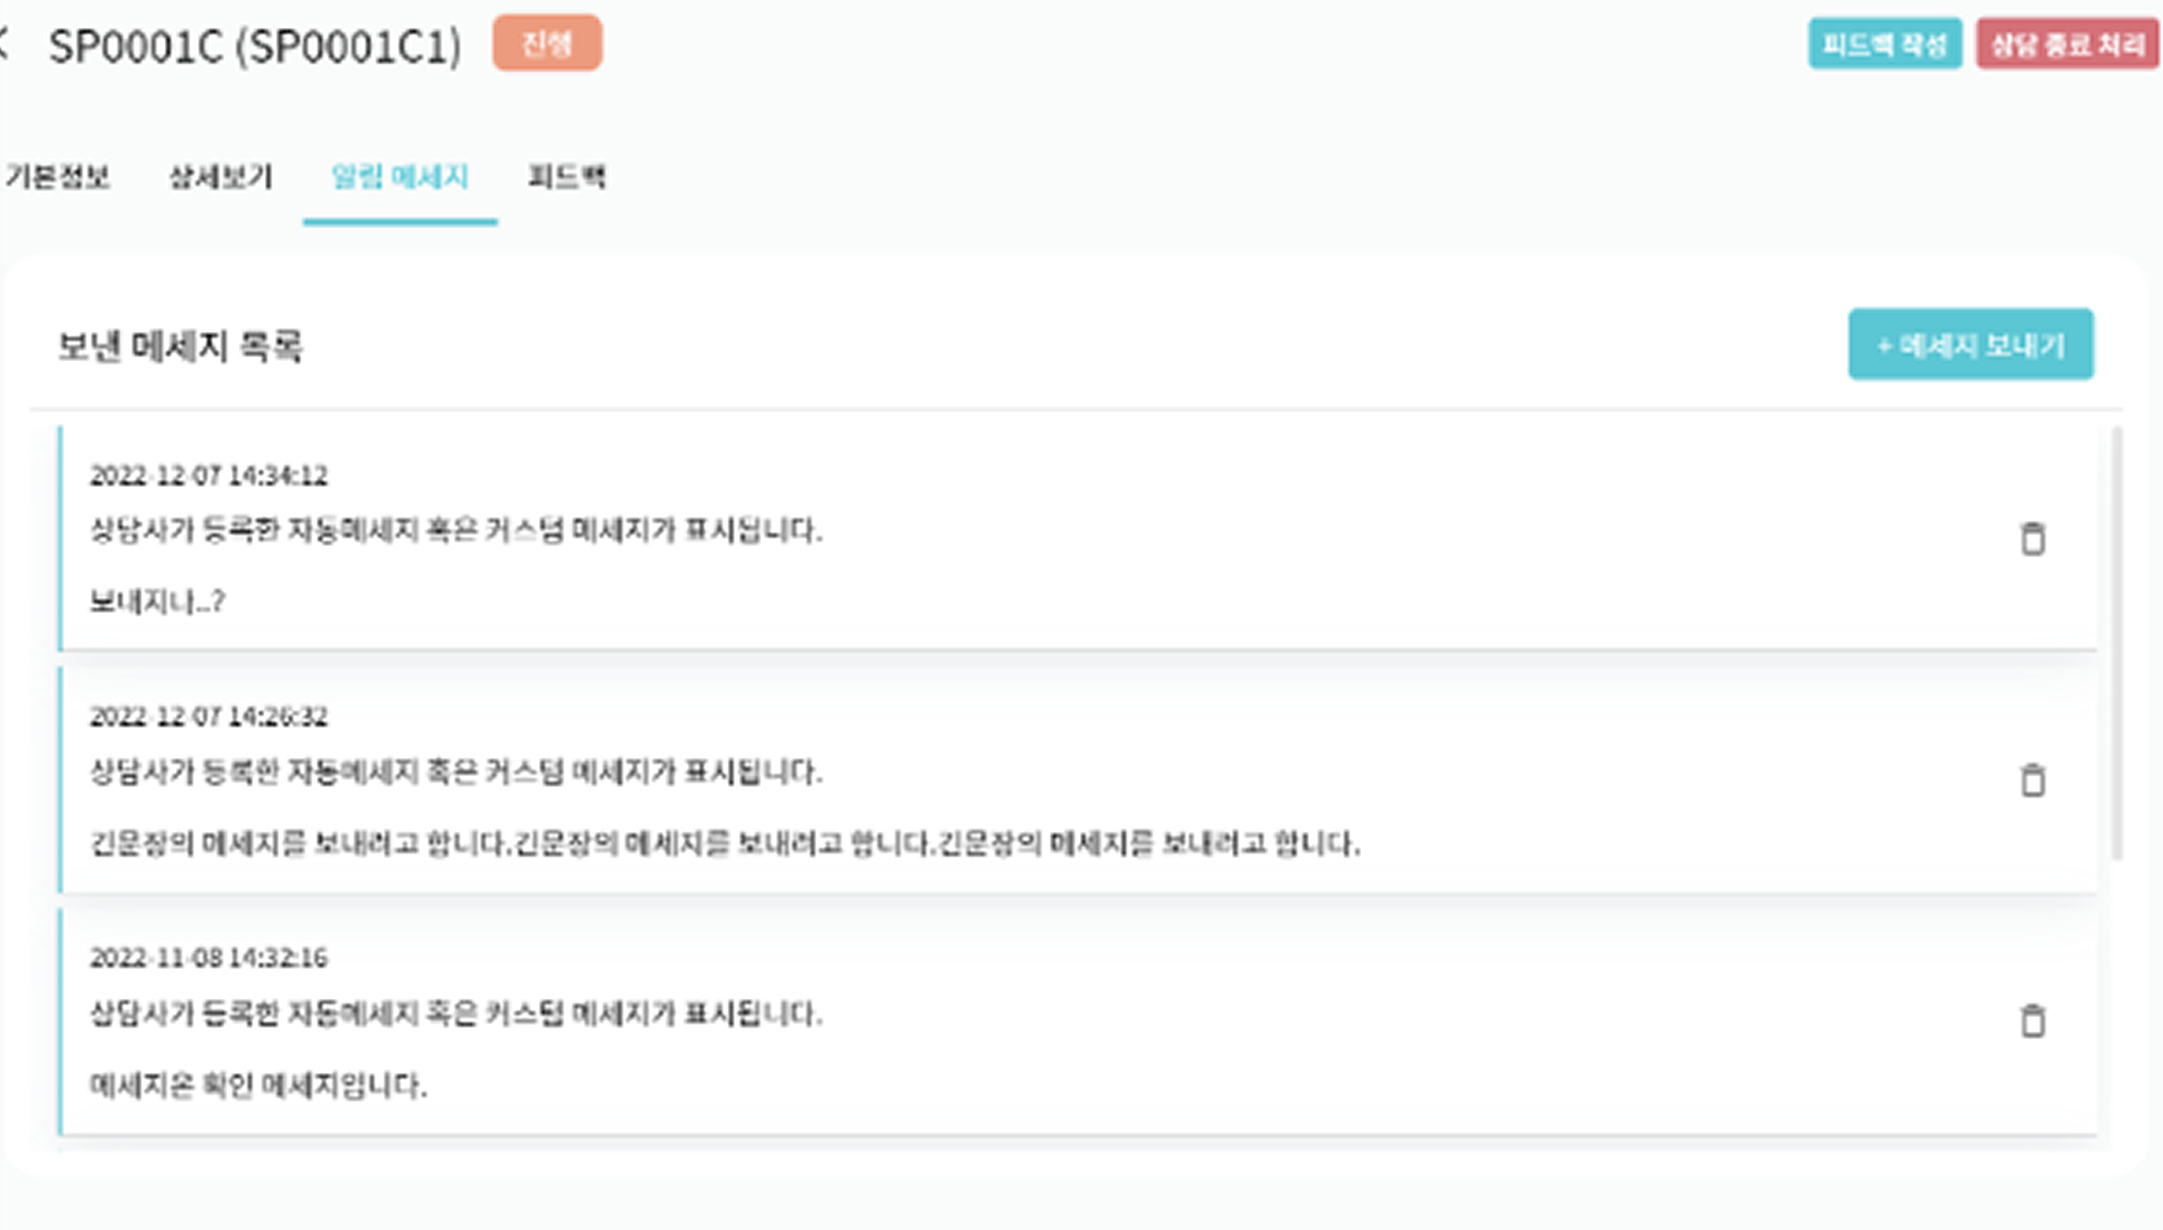 SP0001C (SP0001C1) 진행 피드백 작성 상담 종료 처리
기본정보 상세보기 알림 메세지 피드백
보낸 메세지 목록 + 메세지 보내기
2022-12-07 14:34:12
상담사가 등록한 자동메세지 혹은 커스텀 메세지가 표시됩니다.
보내지나..?
2022-12-07 14:26:32
상담사가 등록한 자동메세지 혹은 커스텀 메세지가 표시됩니다.
긴문장의 메세지를 보내려고 합니다.긴문장의 메세지를 보내려고 합니다.긴문장의 메세지를 보내려고 합니다.
2022-11-08 14:32:16
상담사가 등록한 자동메세지 혹은 커스텀 메세지가 표시됩니다.
메세지온 확인 메세지입니다.